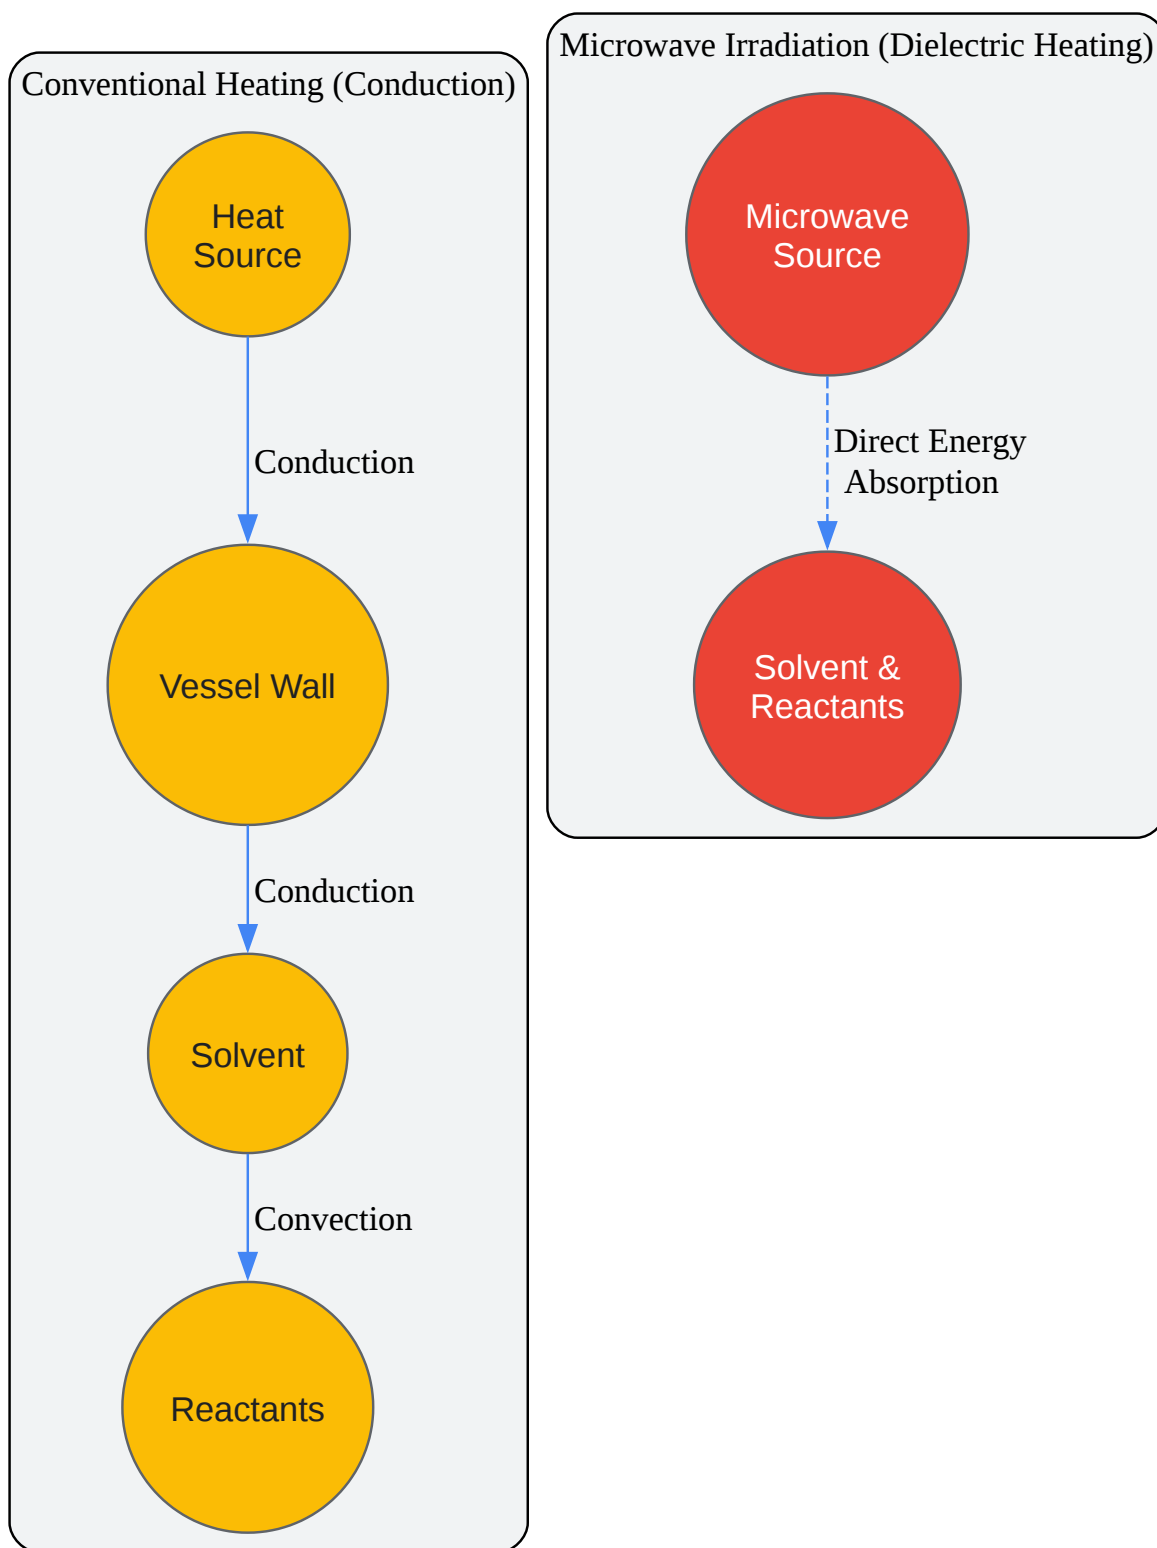 Conventional Heating (Conduction)
Heat
Source
Conduction
Vessel Wall
Conduction
Solvent
Convection
Reactants
Microwave Irradiation (Dielectric Heating)
Microwave
Source
Direct Energy
Absorption
Solvent &
Reactants